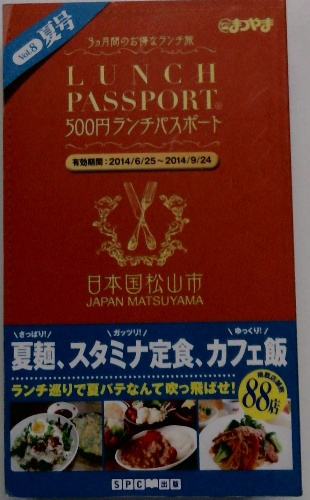 Vol.8 夏号
まつやま
3ヵ月間のお得なランチ旅
LUNCH
PASSPORT®
500円ランチパスポート
有効期間:2014/6/25〜2014/9/24
日本国松山市
JAPAN MATSUYAMA
さっぱり! ガッツリ! ゆっくり!
夏麺、スタミナ定食、カフェ飯
ランチ巡りで夏バテなんて吹っ飛ばせ!
88店
SPC出版